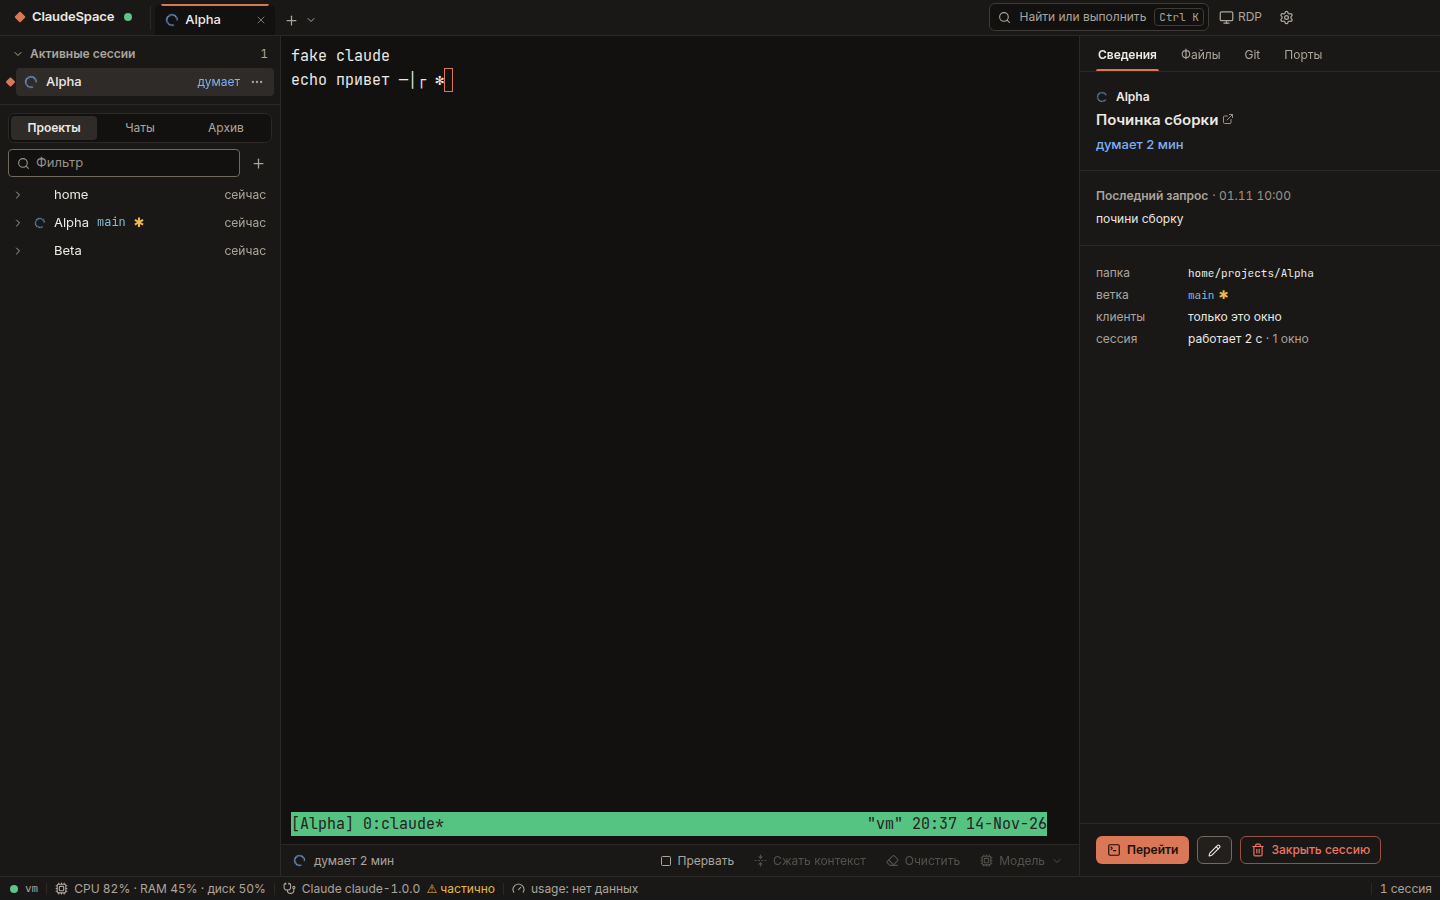 ClaudeSpace
Alpha
Найти или выполнить Ctrl K
RDP
Активные сессии 1
Alpha думает ···
Проекты Чаты Архив
Фильтр
home сейчас
Alpha main ✱ сейчас
Beta сейчас
fake claude
echo привет ─│┌ ✻
[Alpha] 0:claude* "vm" 20:37 14-Nov-26
думает 2 мин Прервать Сжать контекст Очистить Модель
Сведения Файлы Git Порты
Alpha
Починка сборки
думает 2 мин
Последний запрос · 01.11 10:00
почини сборку
папка home/projects/Alpha
ветка main ✱
клиенты только это окно
сессия работает 2 с · 1 окно
Перейти Закрыть сессию
vm CPU 82% · RAM 45% · диск 50% Claude claude-1.0.0 ⚠ частично usage: нет данных 1 сессия